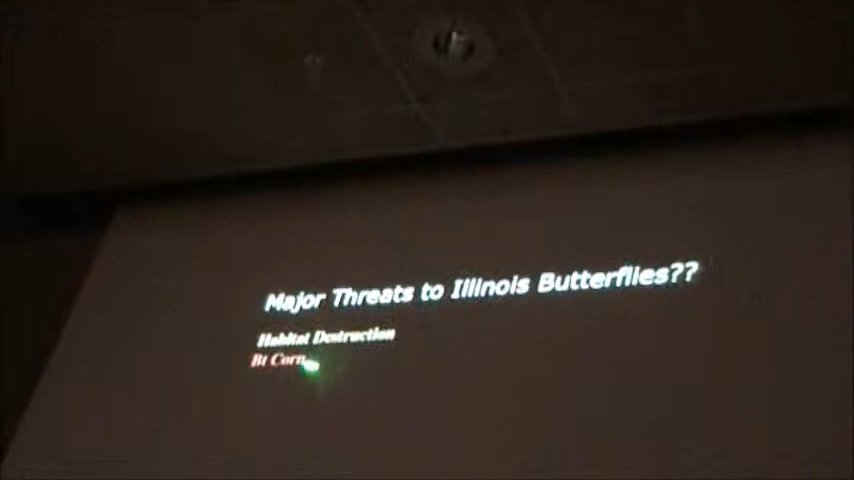 Major Threats to Illinois Butterflies??
Habitat Destruction
Bt Corn